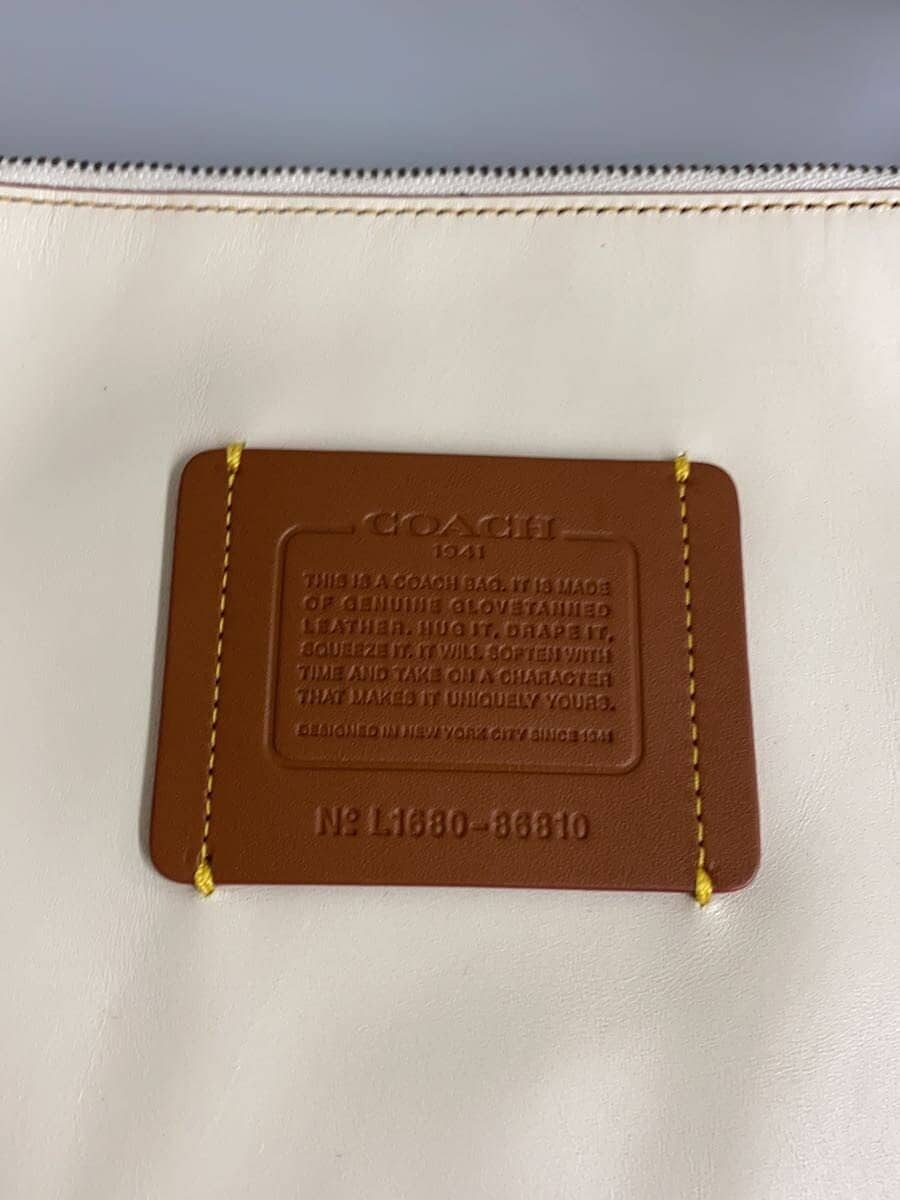 COACH
1941
THIS IS A COACH BAG. IT IS MADE
OF GENUINE GLOVETANNED
LEATHER. HUG IT, DRAPE IT,
SQUEEZE IT. IT WILL SOFTEN WITH
TIME AND TAKE ON A CHARACTER
THAT MAKES IT UNIQUELY YOURS.
DESIGNED IN NEW YORK CITY SINCE 1941
Nº L1680-86810